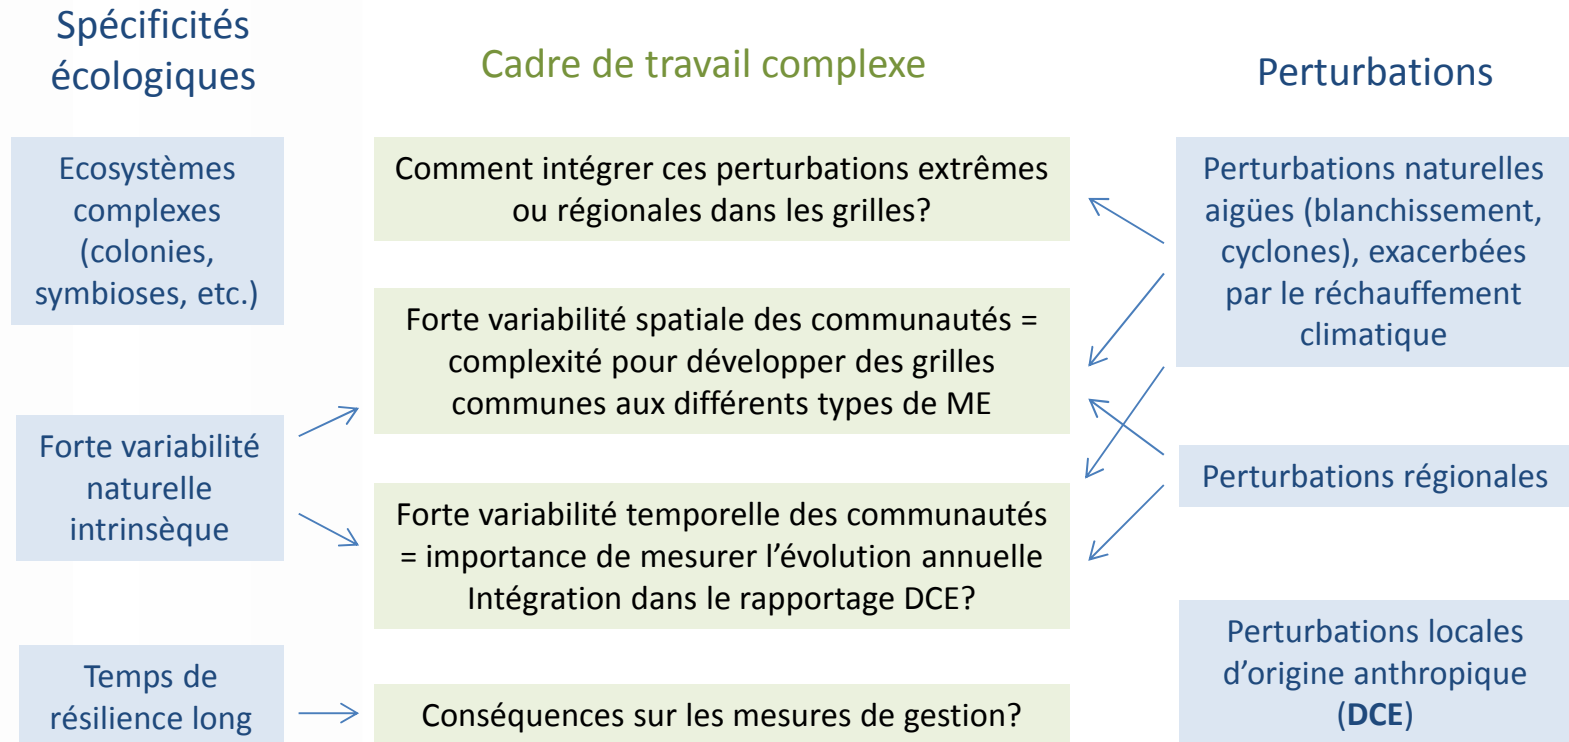 Spécificités
écologiques
Cadre de travail complexe
Perturbations
Ecosystèmes
complexes
(colonies,
symbioses, etc.)
Forte variabilité
naturelle
intrinsèque
Temps de
résilience long
Comment intégrer ces perturbations extrêmes
ou régionales dans les grilles?
Forte variabilité spatiale des communautés =
complexité pour développer des grilles
communes aux différents types de ME
Forte variabilité temporelle des communautés
= importance de mesurer l’évolution annuelle
Intégration dans le rapportage DCE?
Conséquences sur les mesures de gestion?
Perturbations naturelles
aigües (blanchissement,
cyclones), exacerbées
par le réchauffement
climatique
Perturbations régionales
Perturbations locales
d’origine anthropique
(DCE)